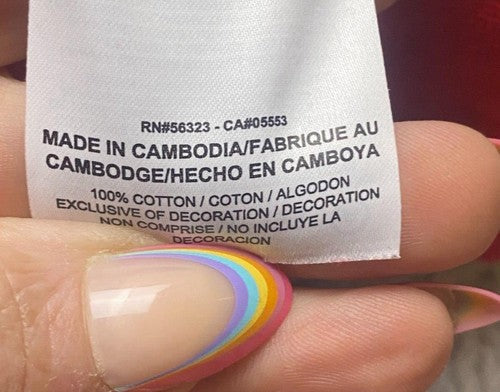 RN#56323 - CA#05553
MADE IN CAMBODIA/FABRIQUE AU
CAMBODGE/HECHO EN CAMBOYA
100% COTTON / COTON / ALGODON
EXCLUSIVE OF DECORATION / DECORATION
NON COMPRISE / NO INCLUYE LA
DECORACION